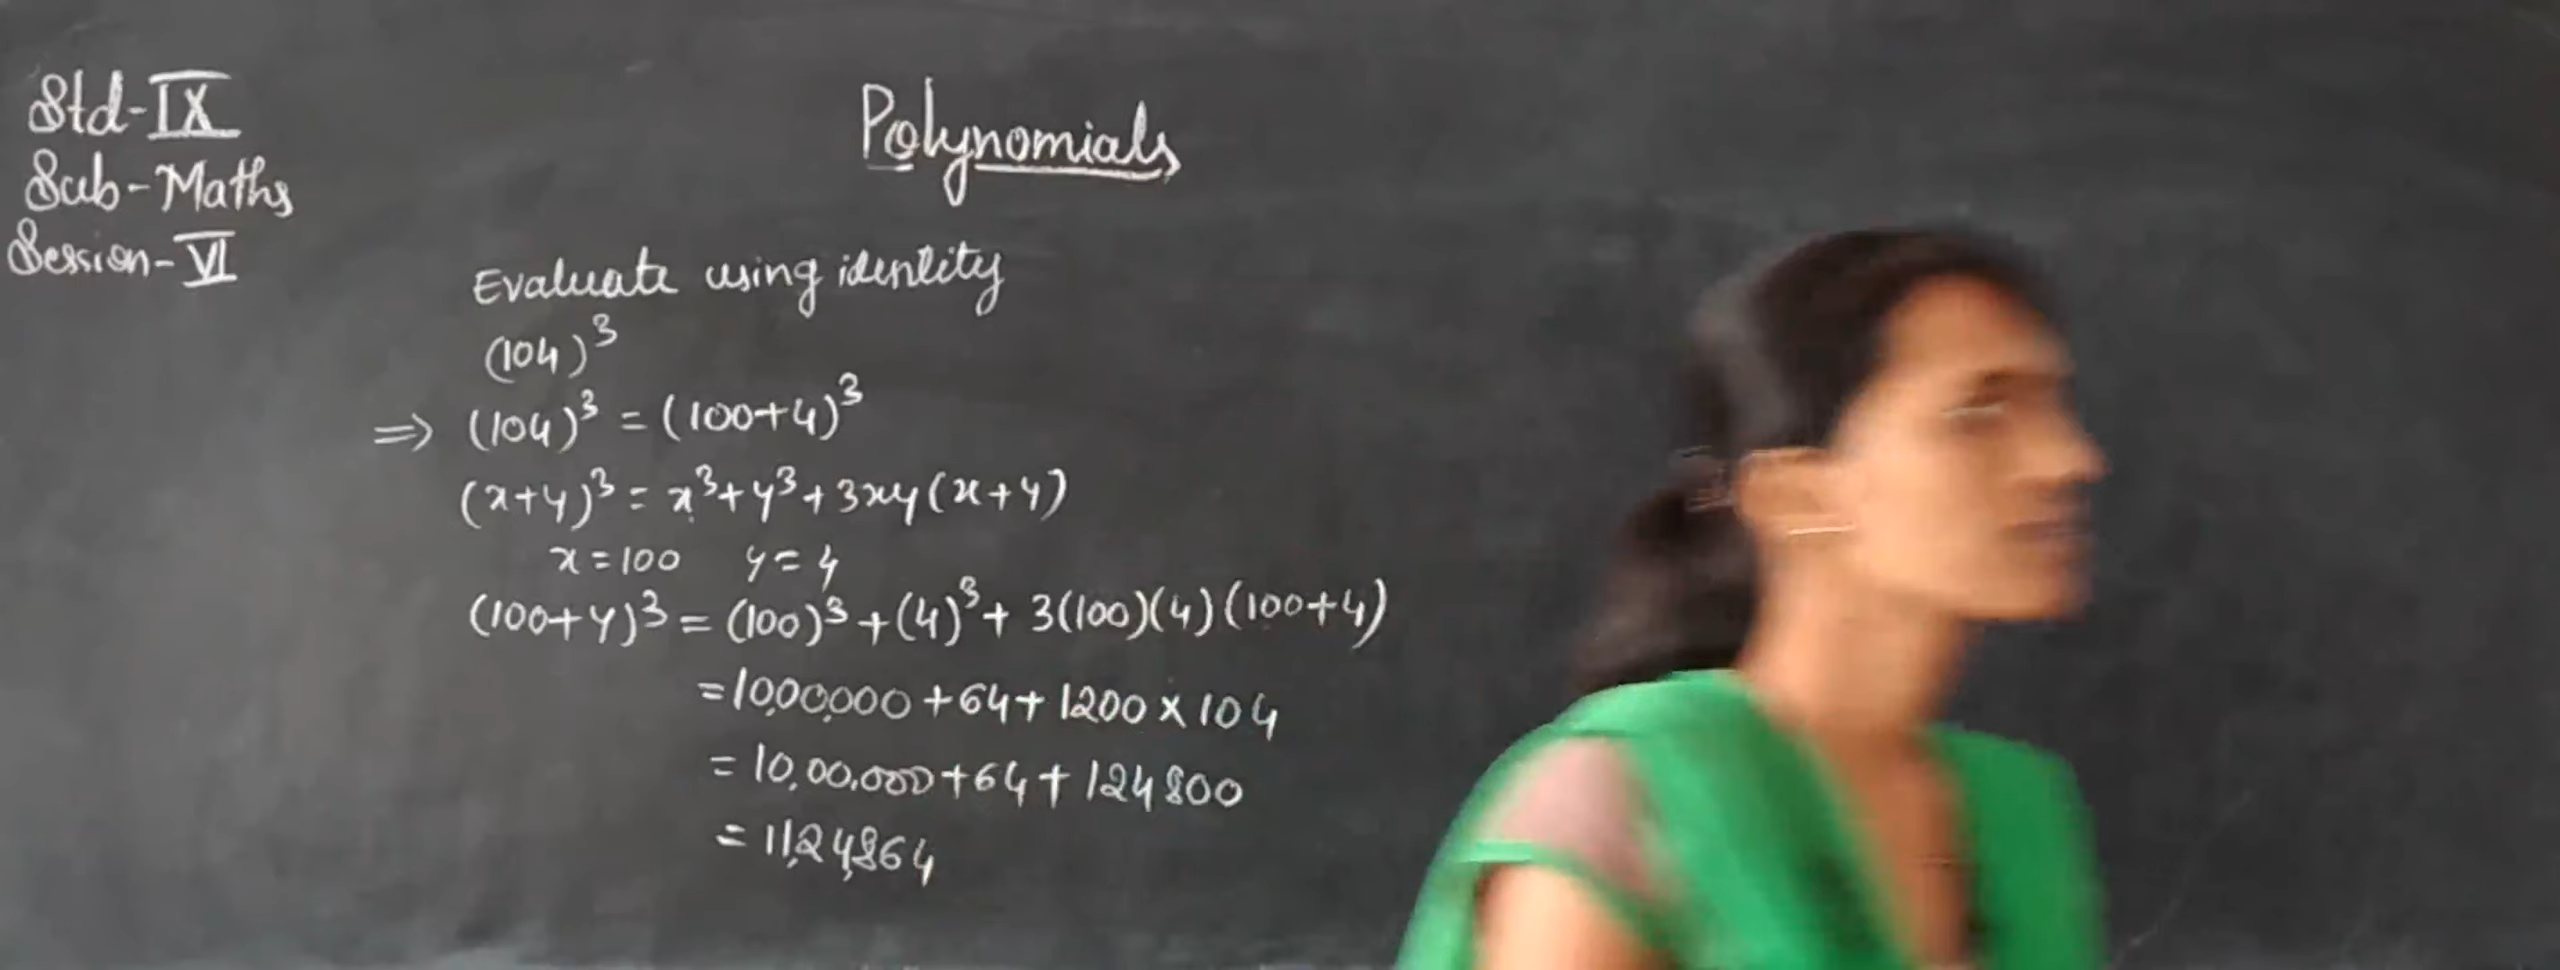 Std-IX
Sub-Maths
Session-VI
Polynomials
Evaluate using identity
(104)³
⇒ (104)³ = (100+4)³
(x+y)³ = x³+y³+3xy(x+y)
x=100 y=4
(100+y)³ = (100)³+(4)³+ 3(100)(4)(100+4)
=10,00,000+64+1200×104
= 10,00,000+64+124800
= 11,24,864